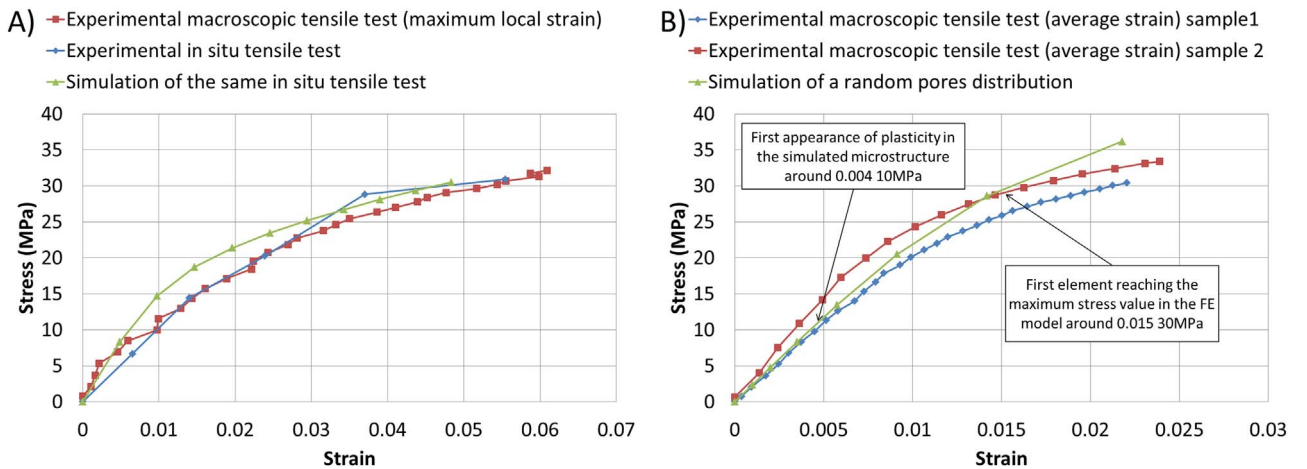 A)
Experimental macroscopic tensile test (maximum local strain)
Experimental in situ tensile test
Simulation of the same in situ tensile test
40
35
30
25
20
15
10
5
0
Stress (MPa)
0 0.01 0.02 0.03 0.04 0.05 0.06 0.07
Strain
B)
Experimental macroscopic tensile test (average strain) sample1
Experimental macroscopic tensile test (average strain) sample 2
Simulation of a random pores distribution
40
35
30
25
20
15
10
5
0
Stress (MPa)
First appearance of plasticity in
the simulated microstructure
around 0.004 10MPa
First element reaching the
maximum stress value in the FE
model around 0.015 30MPa
0 0.005 0.01 0.015 0.02 0.025 0.03
Strain